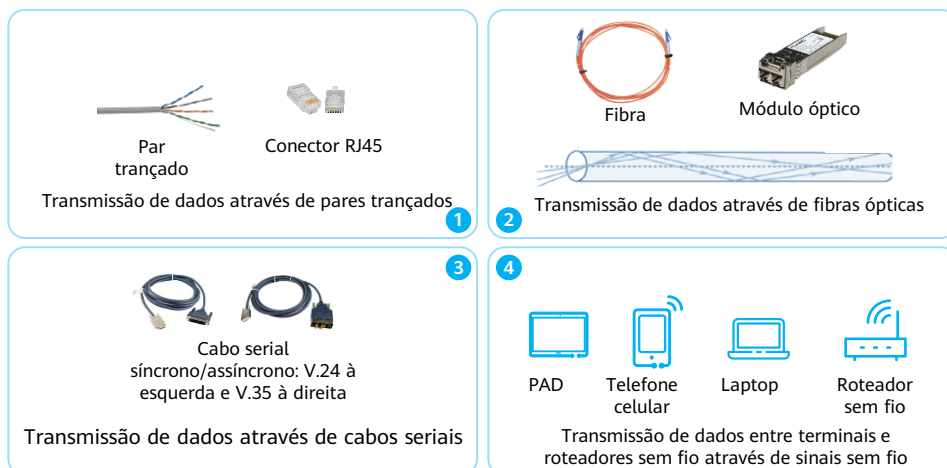 Par
trançado
Conector RJ45
Transmissão de dados através de pares trançados
1
Fibra
Módulo óptico
Transmissão de dados através de fibras ópticas
2
3
Cabo serial
síncrono/assíncrono: V.24 à
esquerda e V.35 à direita
Transmissão de dados através de cabos seriais
4
PAD
Telefone
celular
Laptop
Roteador
sem fio
Transmissão de dados entre terminais e
roteadores sem fio através de sinais sem fio